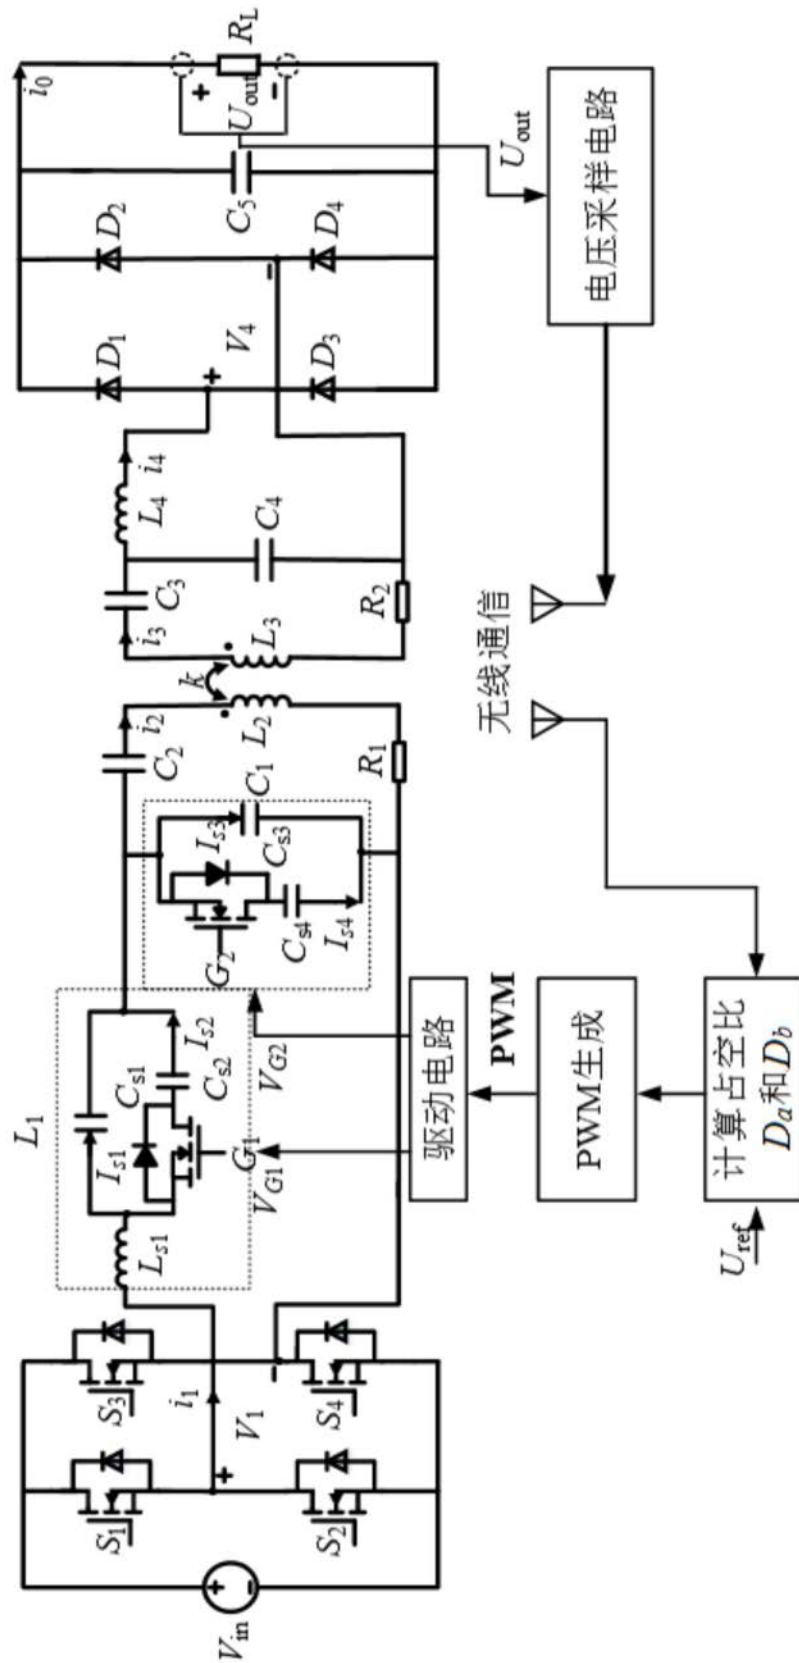 V_in
S_1
S_2
S_3
S_4
+
-
i_1
V_1
+
-
L_1
L_s1
I_s1
C_s1
C_s2
I_s2
G_1
V_G1
V_G2
G_2
C_s4
I_s4
I_s3
C_s3
C_1
C_2
i_2
R_1
L_2
k
L_3
i_3
C_3
R_2
C_4
L_4
i_4
V_4
+
-
D_1
D_2
D_3
D_4
C_5
U_out
+
-
R_L
i_0
U_out
电压采样电路
无线通信
驱动电路
PWM
PWM生成
计算占空比
D_a和D_b
U_ref